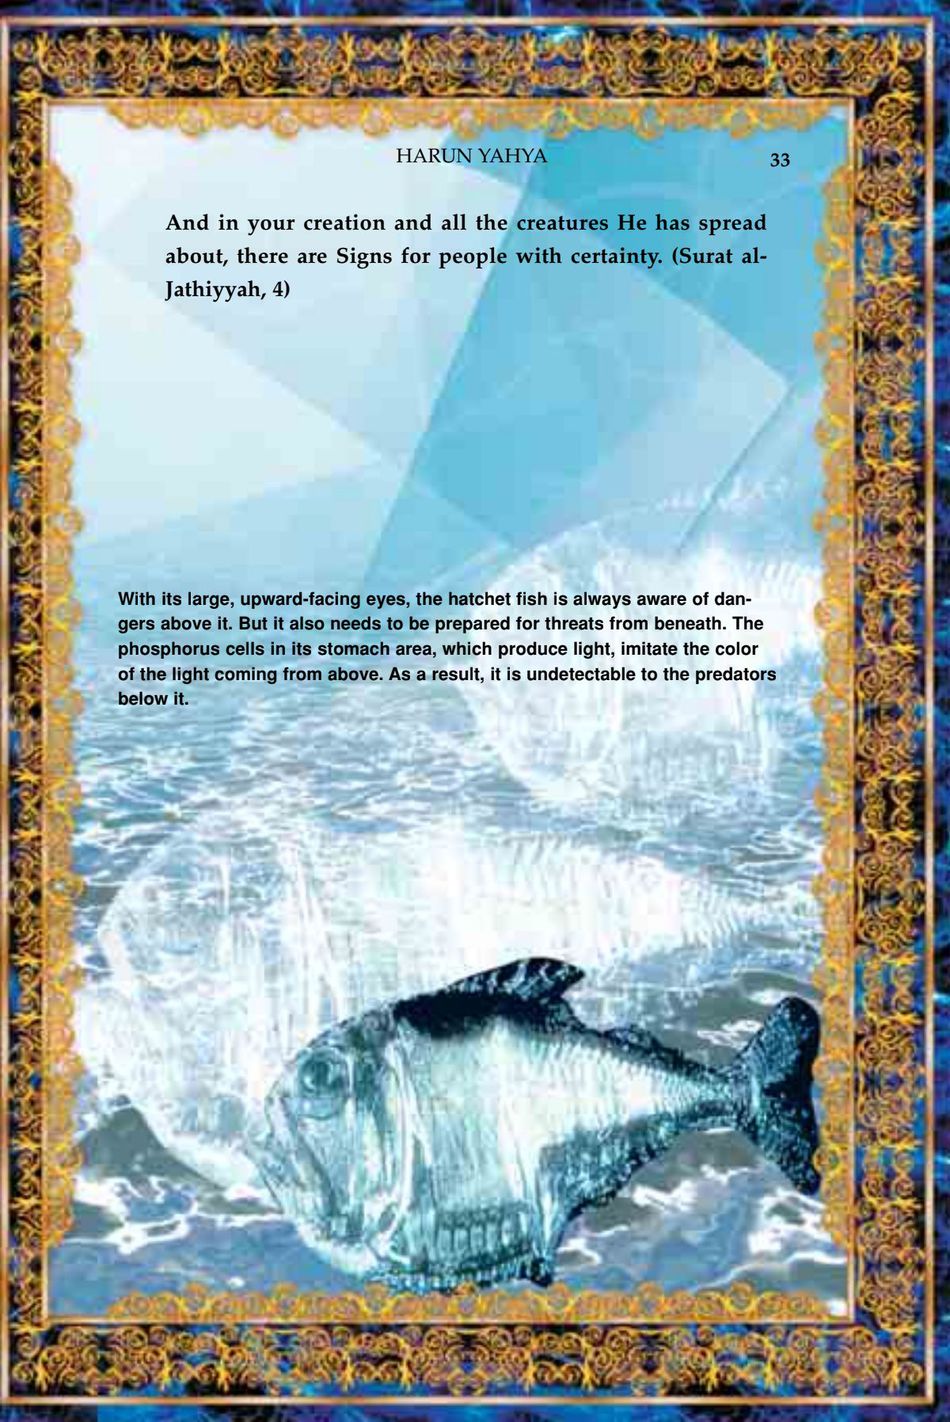 HARUN YAHYA 33
And in your creation and all the creatures He has spread
about, there are Signs for people with certainty. (Surat al-
Jathiyyah, 4)
With its large, upward-facing eyes, the hatchet fish is always aware of dan-
gers above it. But it also needs to be prepared for threats from beneath. The
phosphorus cells in its stomach area, which produce light, imitate the color
of the light coming from above. As a result, it is undetectable to the predators
below it.